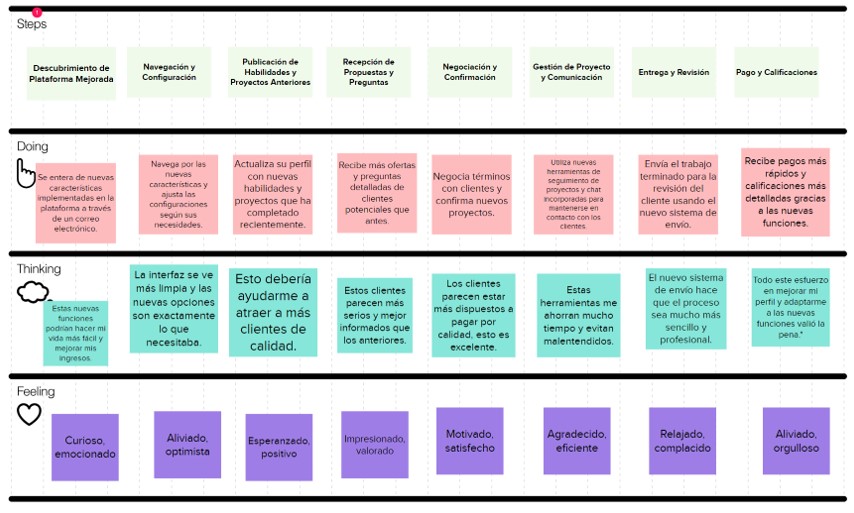 1
Steps
Descubrimiento de
Plataforma Mejorada
Navegación y
Configuración
Publicación de
Habilidades y
Proyectos Anteriores
Recepción de
Propuestas y
Preguntas
Negociación y
Confirmación
Gestión de Proyecto
y Comunicación
Entrega y Revisión
Pago y Calificaciones
Doing
Se entera de nuevas
características
implementadas en la
plataforma a través
de un correo
electrónico.
Navega por las
nuevas
características y
ajusta las
configuraciones
según sus
necesidades.
Actualiza su perfil
con nuevas
habilidades y
proyectos que ha
completado
recientemente.
Recibe más ofertas
y preguntas
detalladas de
clientes
potenciales que
antes.
Negocia términos
con clientes y
confirma nuevos
proyectos.
Utiliza nuevas
herramientas de
seguimiento de
proyectos y chat
incorporadas para
mantenerse en
contacto con los
clientes.
Envía el trabajo
terminado para la
revisión del
cliente usando el
nuevo sistema de
envío.
Recibe pagos más
rápidos y
calificaciones más
detalladas gracias
a las nuevas
funciones.
Thinking
Estas nuevas
funciones
podrían hacer mi
vida más fácil y
mejorar mis
ingresos.
La interfaz se ve
más limpia y las
nuevas opciones
son exactamente
lo que
necesitaba.
Esto debería
ayudarme a
atraer a más
clientes de
calidad.
Estos clientes
parecen más
serios y mejor
informados que
los anteriores.
Los clientes
parecen estar
más dispuestos a
pagar por
calidad, esto es
excelente.
Estas
herramientas me
ahorran mucho
tiempo y evitan
malentendidos.
El nuevo sistema
de envío hace
que el proceso
sea mucho más
sencillo y
profesional.
Todo este esfuerzo
en mejorar mi
perfil y adaptarme
a las nuevas
funciones valió la
pena."
Feeling
Curioso,
emocionado
Aliviado,
optimista
Esperanzado,
positivo
Impresionado,
valorado
Motivado,
satisfecho
Agradecido,
eficiente
Relajado,
complacido
Aliviado,
orgulloso